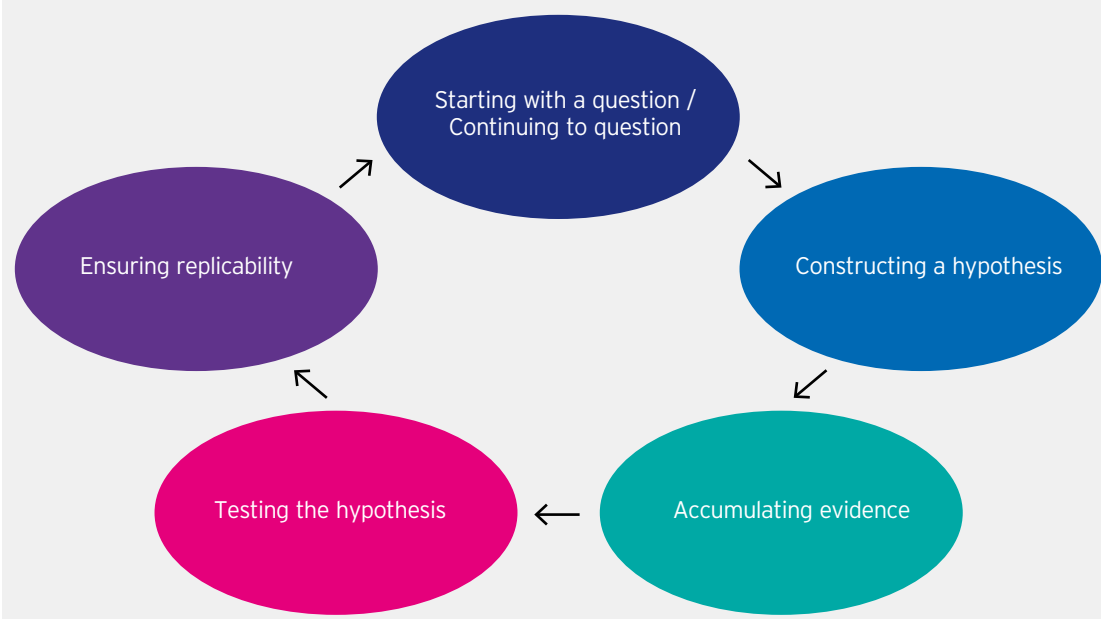 Starting with a question /
Continuing to question
Constructing a hypothesis
Accumulating evidence
Testing the hypothesis
Ensuring replicability